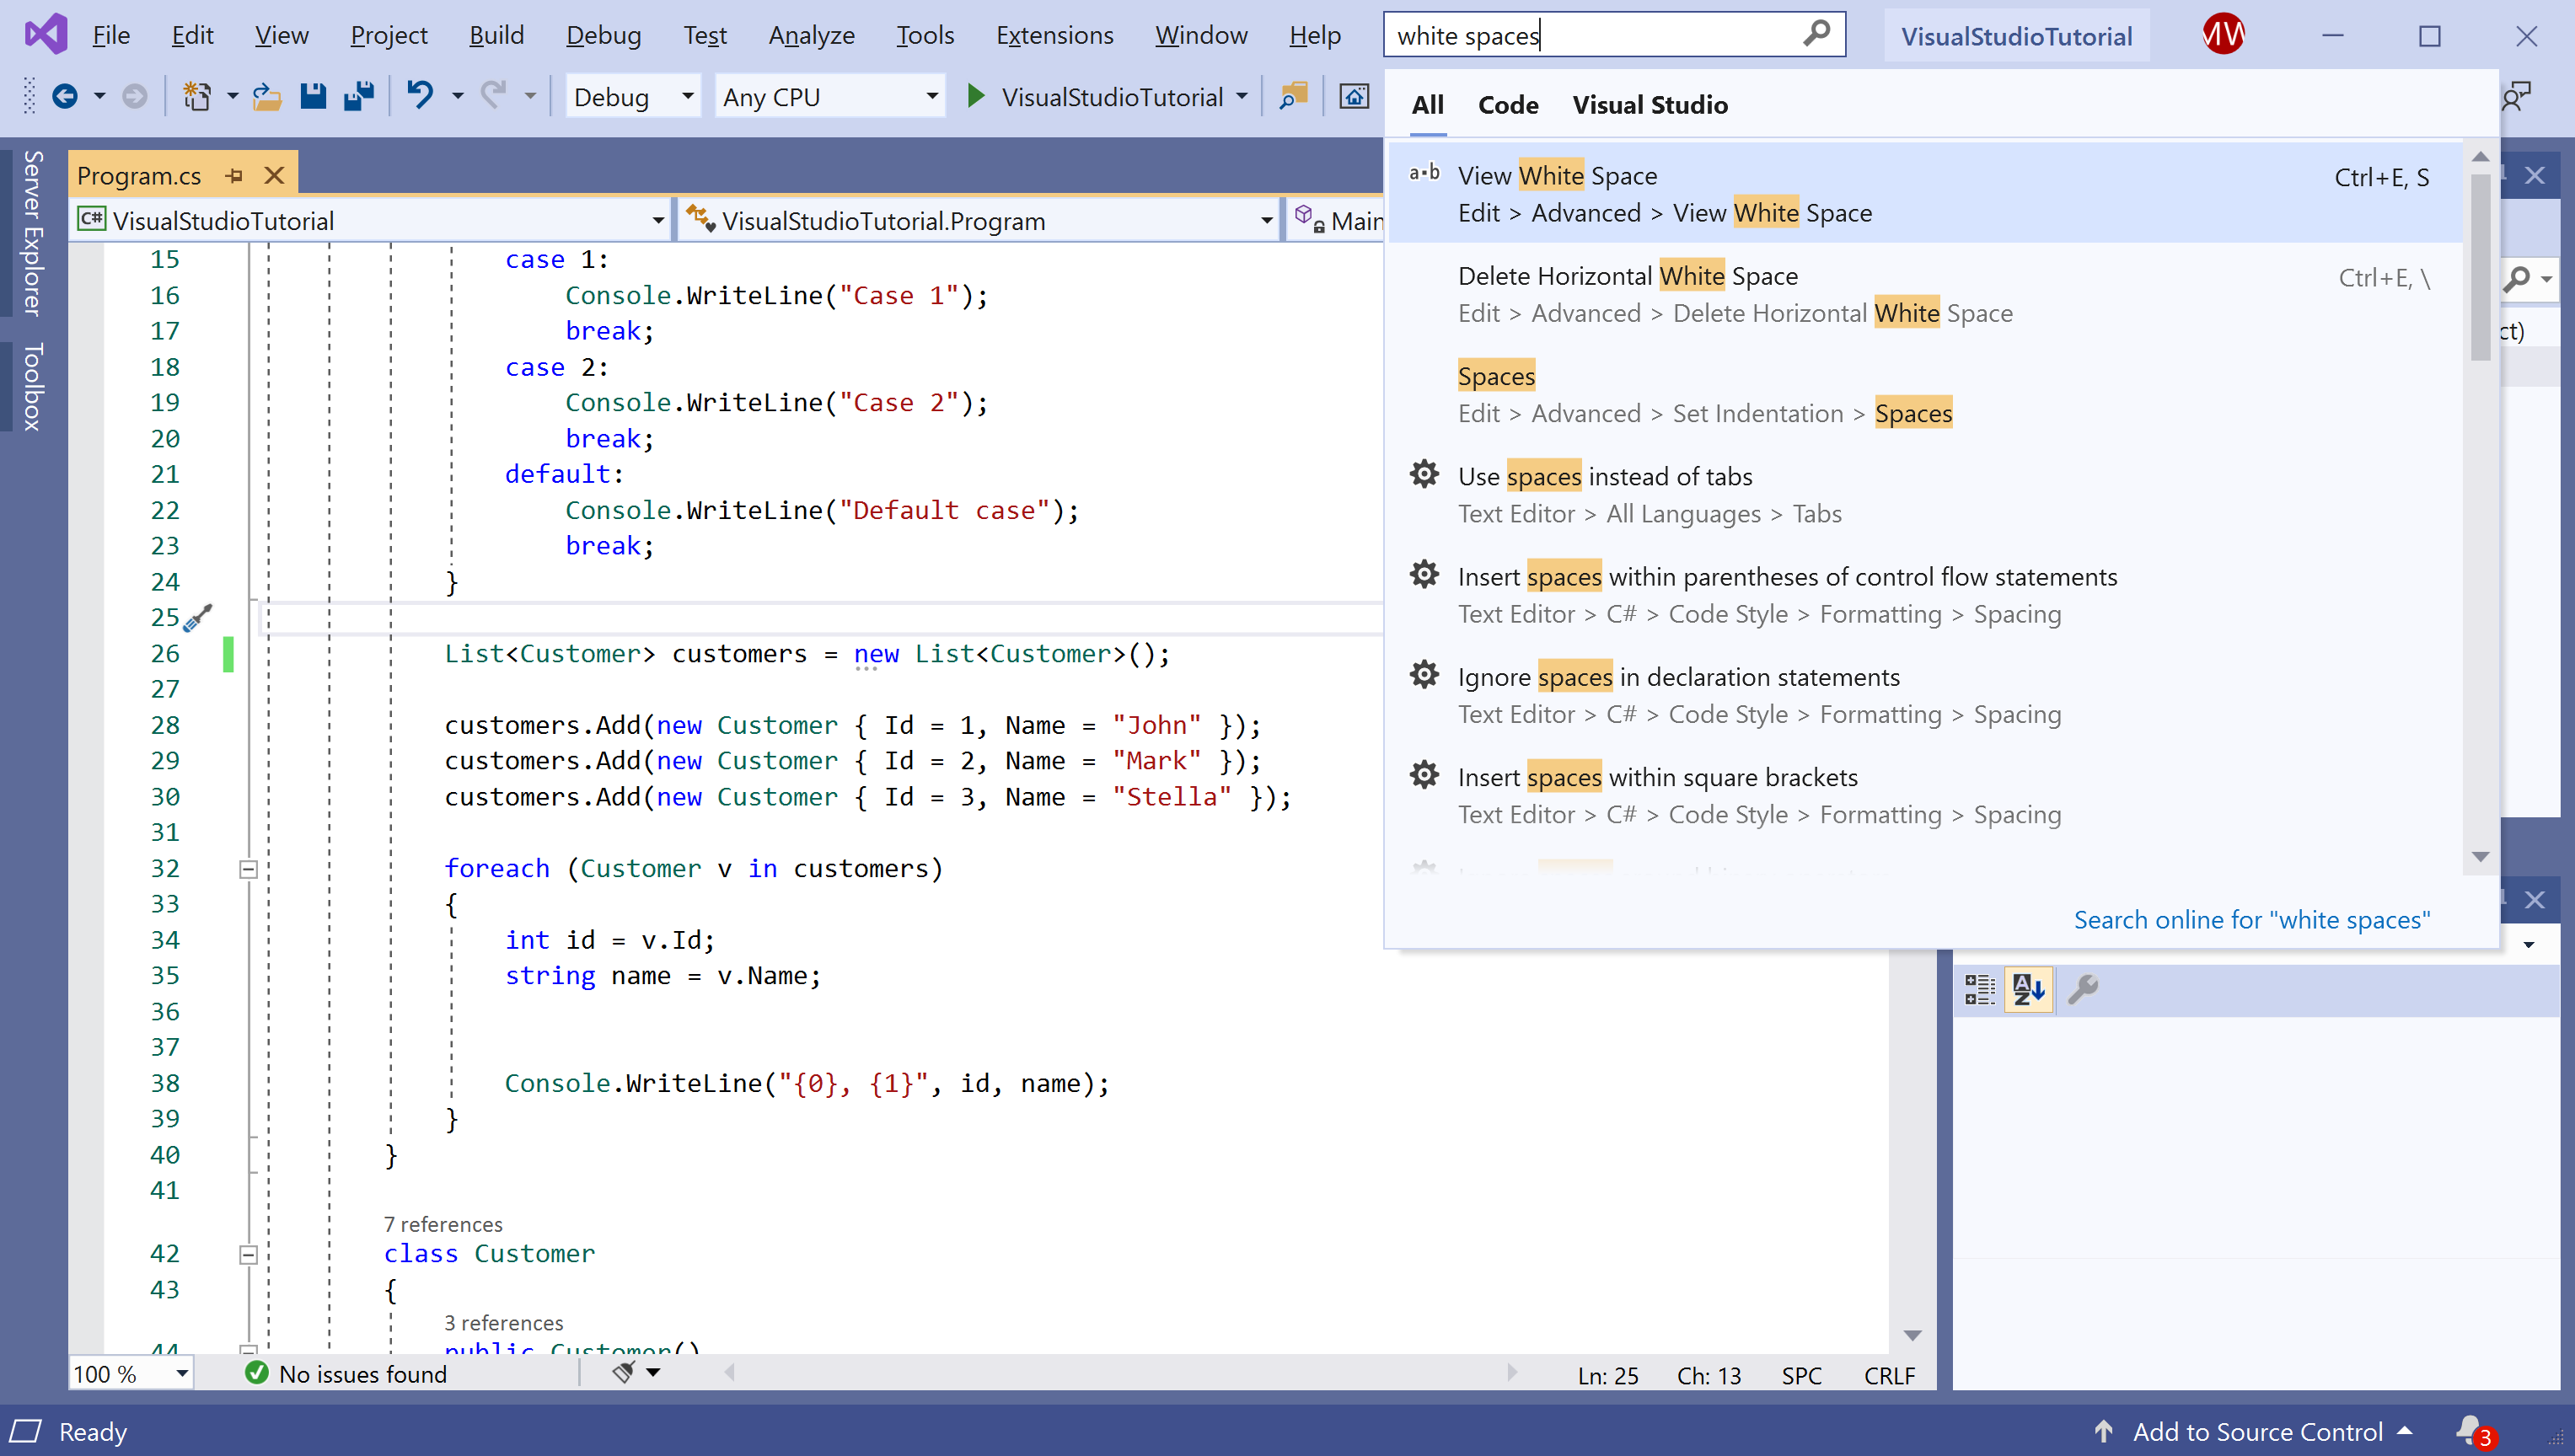 File Edit View Project Build Debug Test Analyze Tools Extensions Window Help white spaces VisualStudioTutorial MW
Debug Any CPU VisualStudioTutorial
Server Explorer
Toolbox
Program.cs
C# VisualStudioTutorial VisualStudioTutorial.Program Main
15 case 1:
16 Console.WriteLine("Case 1");
17 break;
18 case 2:
19 Console.WriteLine("Case 2");
20 break;
21 default:
22 Console.WriteLine("Default case");
23 break;
24 }
25
26 List<Customer> customers = new List<Customer>();
27
28 customers.Add(new Customer { Id = 1, Name = "John" });
29 customers.Add(new Customer { Id = 2, Name = "Mark" });
30 customers.Add(new Customer { Id = 3, Name = "Stella" });
31
32 foreach (Customer v in customers)
33 {
34 int id = v.Id;
35 string name = v.Name;
36
37
38 Console.WriteLine("{0}, {1}", id, name);
39 }
40 }
41
7 references
42 class Customer
43 {
3 references
44 public Customer()
All Code Visual Studio
a▪b View White Space Ctrl+E, S
Edit > Advanced > View White Space
Delete Horizontal White Space Ctrl+E, \
Edit > Advanced > Delete Horizontal White Space
Spaces
Edit > Advanced > Set Indentation > Spaces
Use spaces instead of tabs
Text Editor > All Languages > Tabs
Insert spaces within parentheses of control flow statements
Text Editor > C# > Code Style > Formatting > Spacing
Ignore spaces in declaration statements
Text Editor > C# > Code Style > Formatting > Spacing
Insert spaces within square brackets
Text Editor > C# > Code Style > Formatting > Spacing
Search online for "white spaces"
ct)
AZ
100 % No issues found Ln: 25 Ch: 13 SPC CRLF
Ready Add to Source Control 3